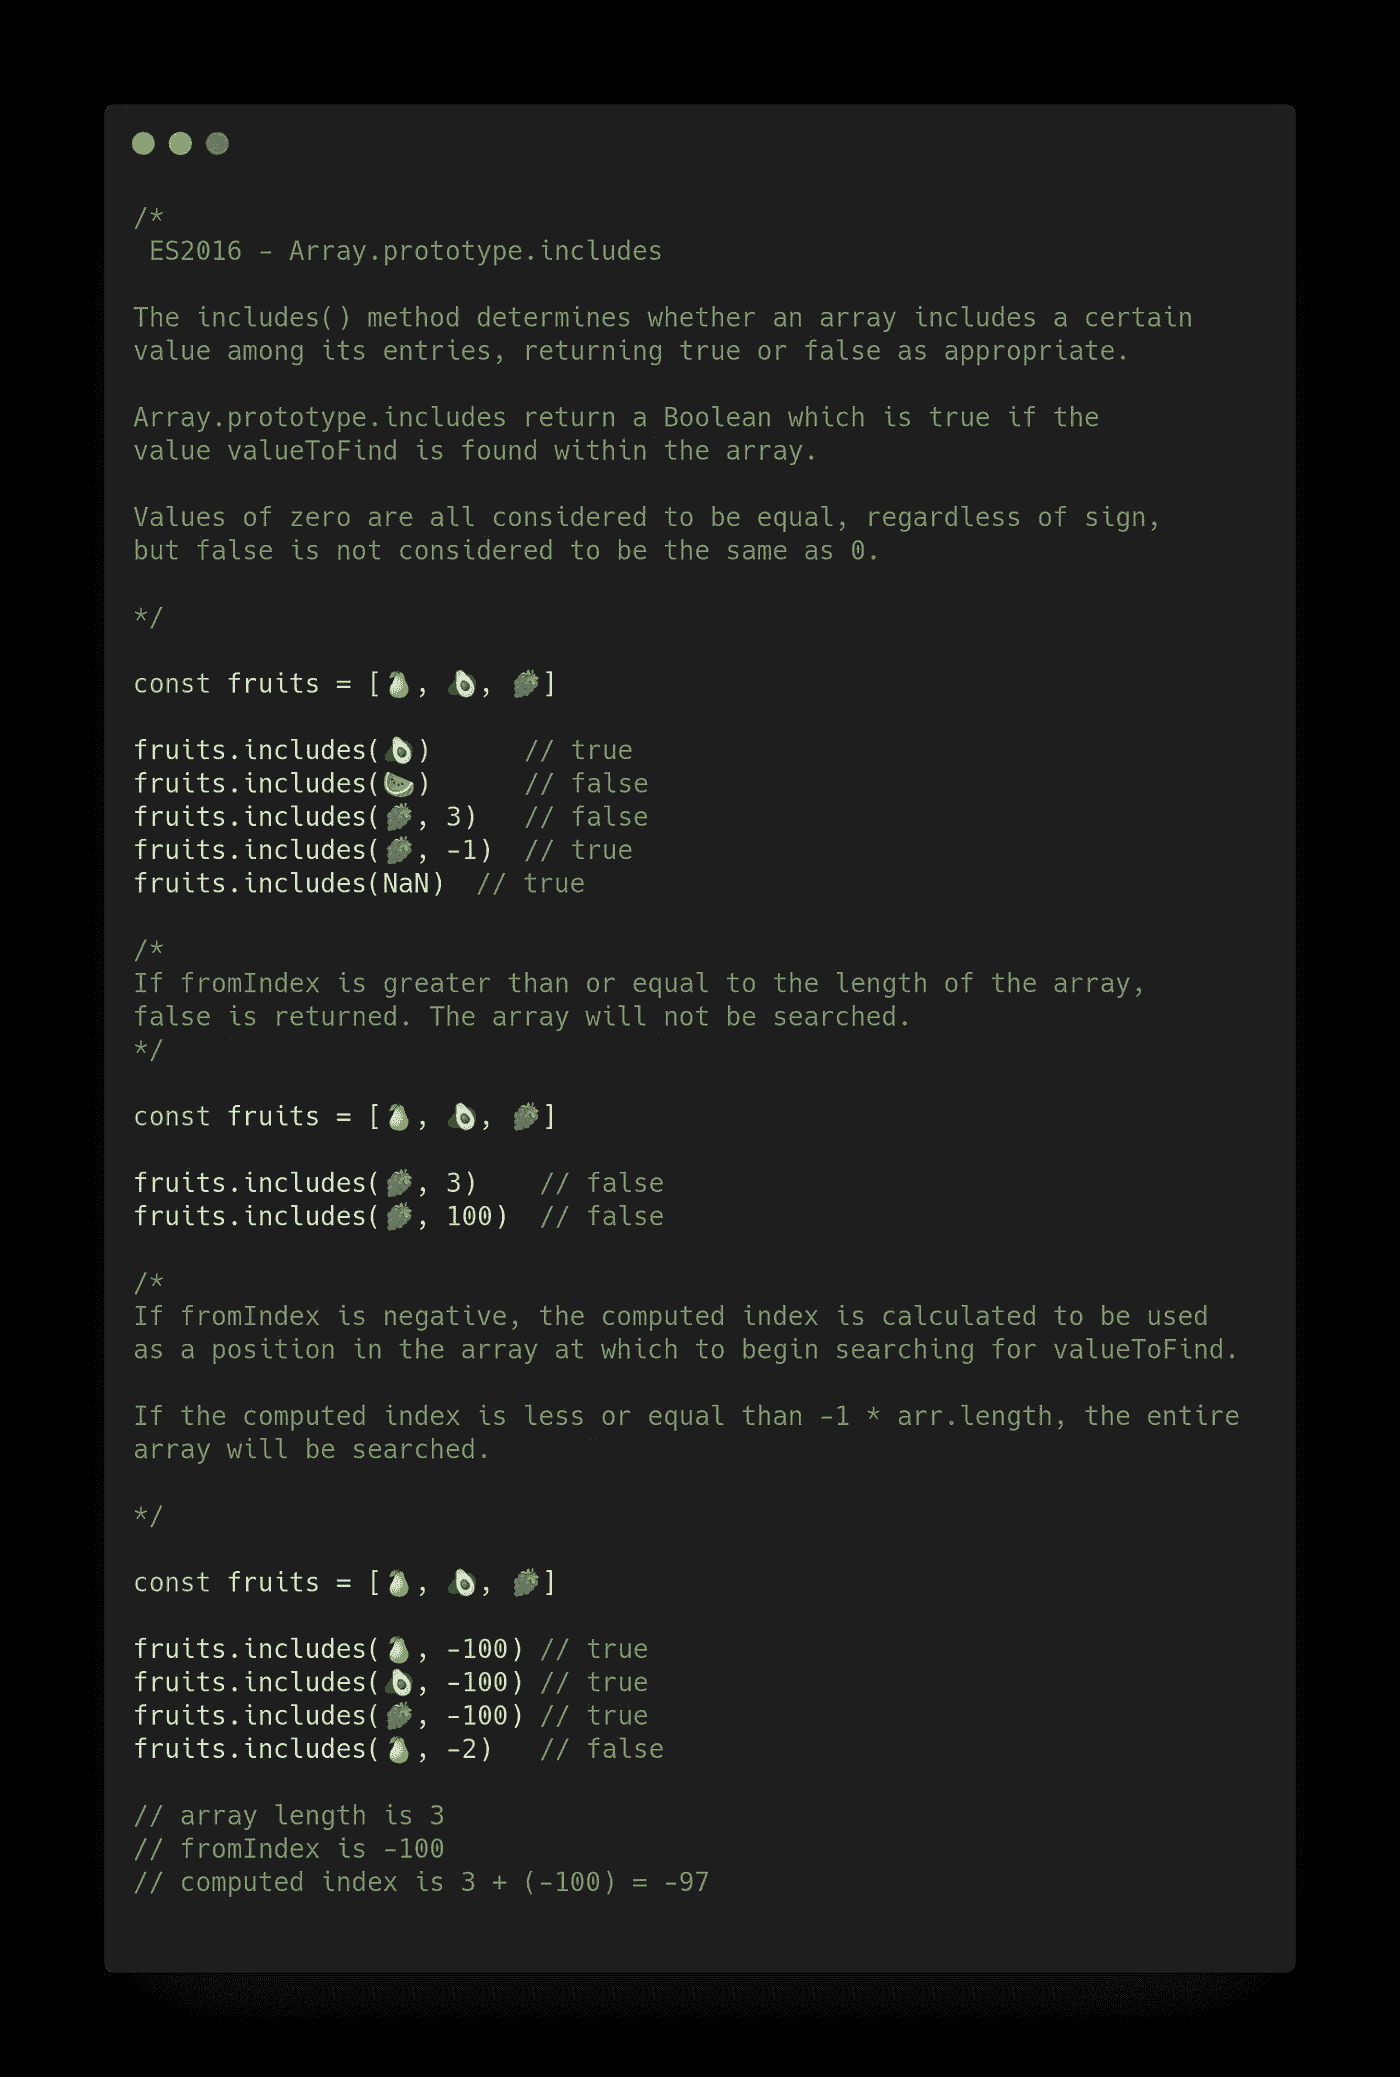 /*
ES2016 - Array.prototype.includes
The includes() method determines whether an array includes a certain
value among its entries, returning true or false as appropriate.
Array.prototype.includes return a Boolean which is true if the
value valueToFind is found within the array.
Values of zero are all considered to be equal, regardless of sign,
but false is not considered to be the same as 0.
*/
const fruits = [🍐, 🥑, 🍇]
fruits.includes(🥑)      // true
fruits.includes(🍉)      // false
fruits.includes(🍇, 3)   // false
fruits.includes(🍇, -1)  // true
fruits.includes(NaN)  // true
/*
If fromIndex is greater than or equal to the length of the array,
false is returned. The array will not be searched.
*/
const fruits = [🍐, 🥑, 🍇]
fruits.includes(🍇, 3)    // false
fruits.includes(🍇, 100)  // false
/*
If fromIndex is negative, the computed index is calculated to be used
as a position in the array at which to begin searching for valueToFind.
If the computed index is less or equal than -1 * arr.length, the entire
array will be searched.
*/
const fruits = [🍐, 🥑, 🍇]
fruits.includes(🍐, -100) // true
fruits.includes(🥑, -100) // true
fruits.includes(🍇, -100) // true
fruits.includes(🍐, -2)   // false
// array length is 3
// fromIndex is -100
// computed index is 3 + (-100) = -97